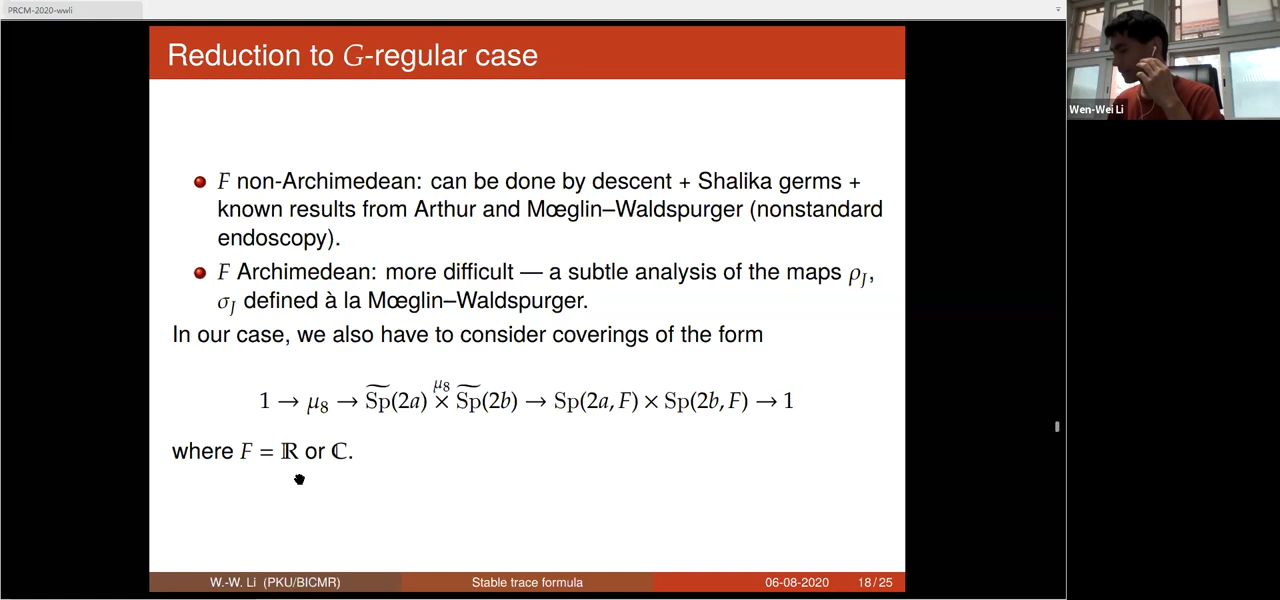 PRCM-2020-wwli
Reduction to G-regular case
F non-Archimedean: can be done by descent + Shalika germs +
known results from Arthur and Mœglin–Waldspurger (nonstandard
endoscopy).
F Archimedean: more difficult — a subtle analysis of the maps ρ_J,
σ_J defined à la Mœglin–Waldspurger.
In our case, we also have to consider coverings of the form
1 → μ₈ → S͠p(2a) ×^{μ₈} S͠p(2b) → Sp(2a, F) × Sp(2b, F) → 1
where F = ℝ or ℂ.
W.-W. Li (PKU/BICMR) Stable trace formula 06-08-2020 18 / 25
Wen-Wei Li